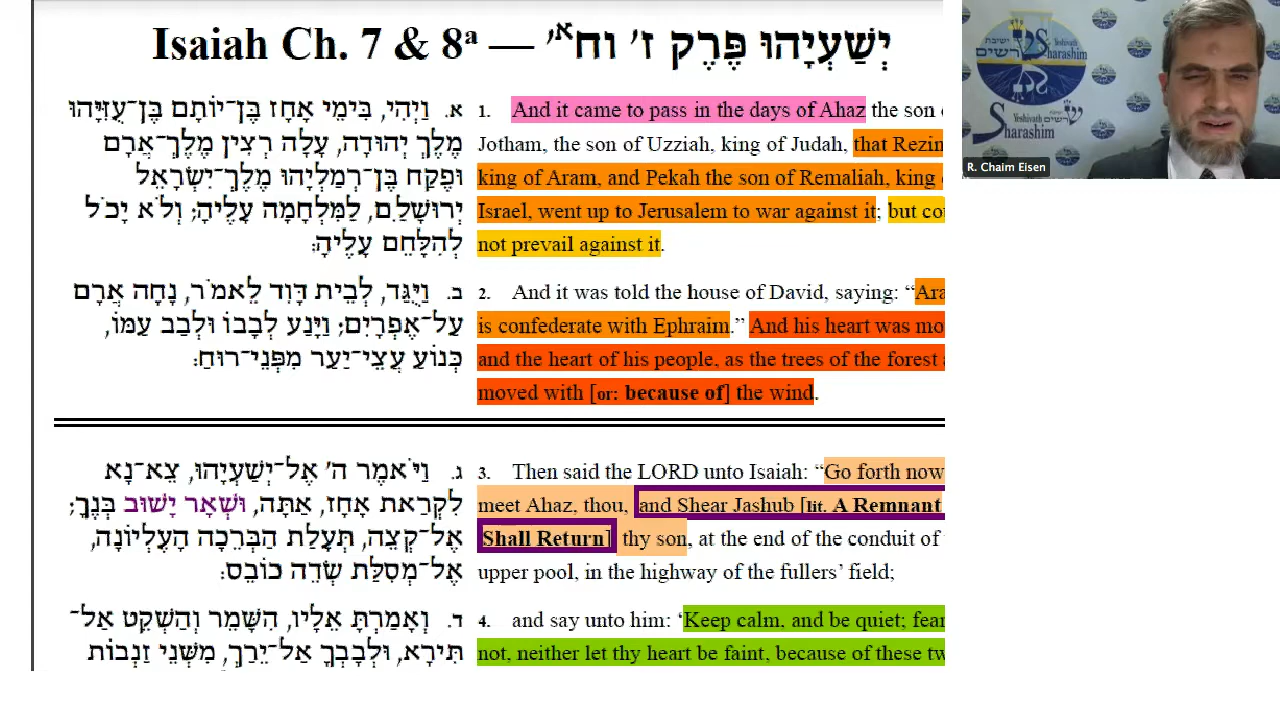 Isaiah Ch. 7 & 8ᵃ — יְשַׁעְיָהוּ פֶּרֶק ז׳ וח׳ᵃ
א. וַיְהִי, בִּימֵי אָחָז בֶּן־יוֹתָם בֶּן־עֻזִּיָּהוּ
מֶלֶךְ יְהוּדָה, עָלָה רְצִין מֶלֶךְ־אֲרָם
וּפֶקַח בֶּן־רְמַלְיָהוּ מֶלֶךְ־יִשְׂרָאֵל
יְרוּשָׁלִַם, לַמִּלְחָמָה עָלֶיהָ; וְלֹא יָכֹל
לְהִלָּחֵם עָלֶיהָ:
1. And it came to pass in the days of Ahaz the son
Jotham, the son of Uzziah, king of Judah, that Rezin
king of Aram, and Pekah the son of Remaliah, king
Israel, went up to Jerusalem to war against it; but
not prevail against it.
ב. וַיֻּגַּד, לְבֵית דָּוִד לֵאמֹר, נָחָה אֲרָם
עַל־אֶפְרָיִם; וַיָּנַע לְבָבוֹ וּלְבַב עַמּוֹ,
כְּנוֹעַ עֲצֵי־יַעַר מִפְּנֵי־רוּחַ:
2. And it was told the house of David, saying: “
is confederate with Ephraim.” And his heart was
and the heart of his people, as the trees of the forest
moved with [or: because of] the wind.
ג. וַיֹּאמֶר ה׳ אֶל־יְשַׁעְיָהוּ, צֵא־נָא
לִקְרַאת אָחָז, אַתָּה, וּשְׁאָר יָשׁוּב בְּנֶךָ;
אֶל־קְצֵה, תְּעָלַת הַבְּרֵכָה הָעֶלְיוֹנָה,
אֶל־מְסִלַּת שְׂדֵה כוֹבֵס:
3. Then said the LORD unto Isaiah: “Go forth now
meet Ahaz, thou, and Shear Jashub [lit. A Remnant
Shall Return] thy son, at the end of the conduit of
upper pool, in the highway of the fullers’ field;
ד. וְאָמַרְתָּ אֵלָיו, הִשָּׁמֵר וְהַשְׁקֵט אַל־
תִּירָא, וּלְבָבְךָ אַל־יֵרַךְ, מִשְּׁנֵי זַנְבוֹת
4. and say unto him: ‘Keep calm, and be quiet; fear
not, neither let thy heart be faint, because of these
ישיבת
שרשים
Yeshivath
Sharashim
Yeshivath
Sharashim
R. Chaim Eisen